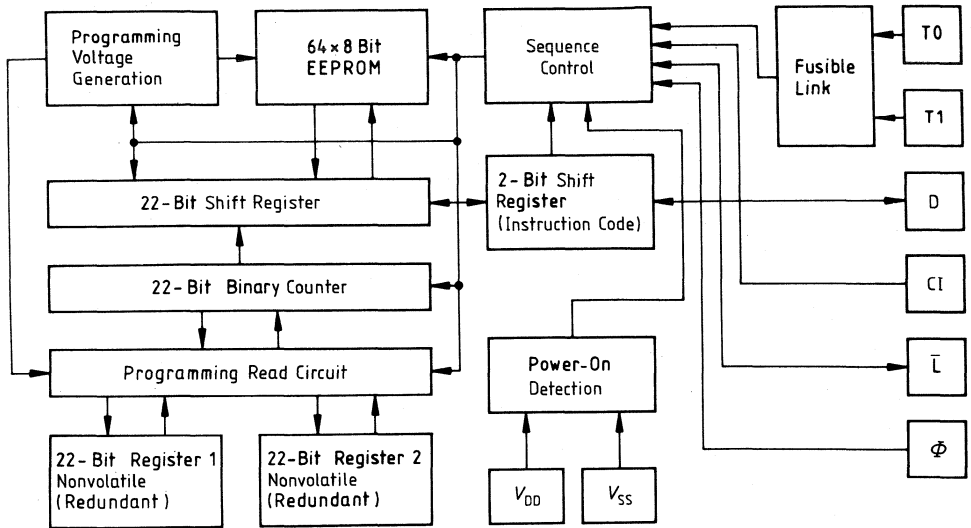 Programming
Voltage
Generation
64×8 Bit
EEPROM
Sequence
Control
Fusible
Link
T0
T1
22-Bit Shift Register
2-Bit Shift
Register
(Instruction Code)
D
22-Bit Binary Counter
CI
Programming Read Circuit
Power-On
Detection
L̅
22-Bit Register 1
Nonvolatile
(Redundant)
22-Bit Register 2
Nonvolatile
(Redundant)
V_DD
V_SS
Φ